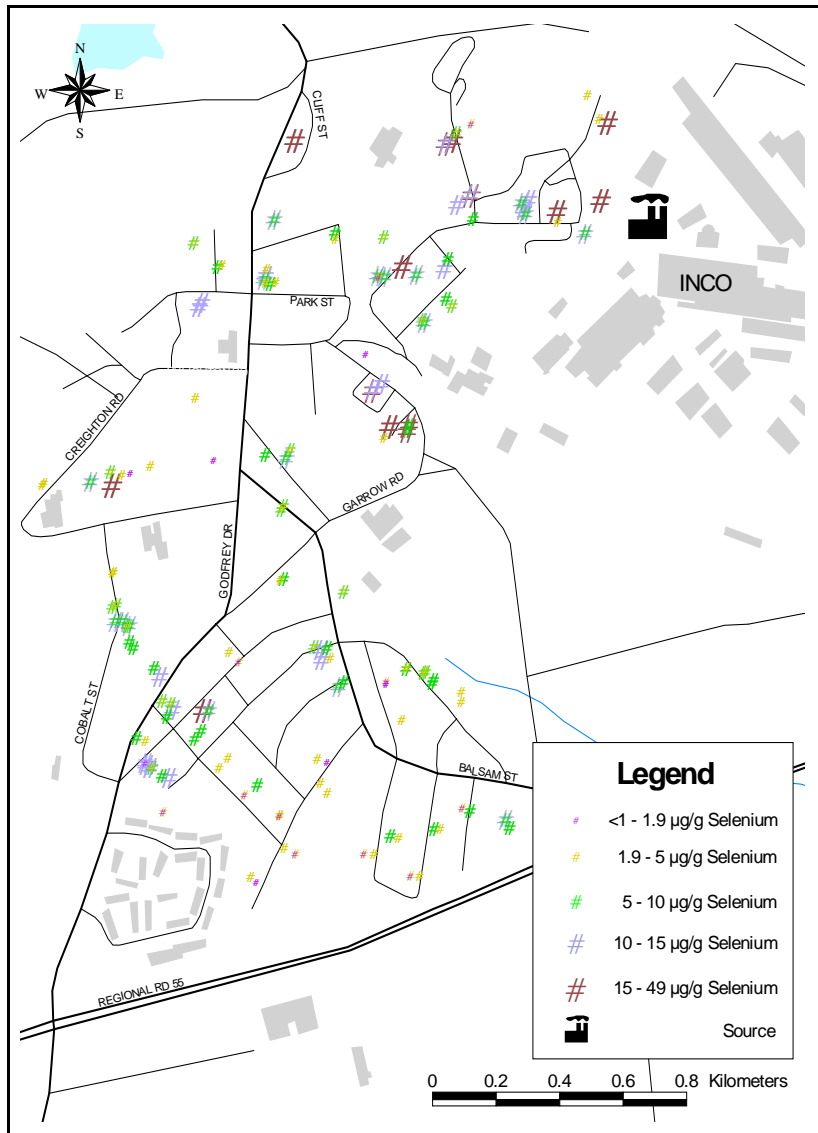 N
W E
S
CLIFF ST
INCO
PARK ST
CREIGHTON RD
GARROW RD
GODFREY DR
COBALT ST
BALSAM ST
REGIONAL RD 55
Legend
<1 - 1.9 µg/g Selenium
1.9 - 5 µg/g Selenium
5 - 10 µg/g Selenium
10 - 15 µg/g Selenium
15 - 49 µg/g Selenium
Source
0 0.2 0.4 0.6 0.8 Kilometers